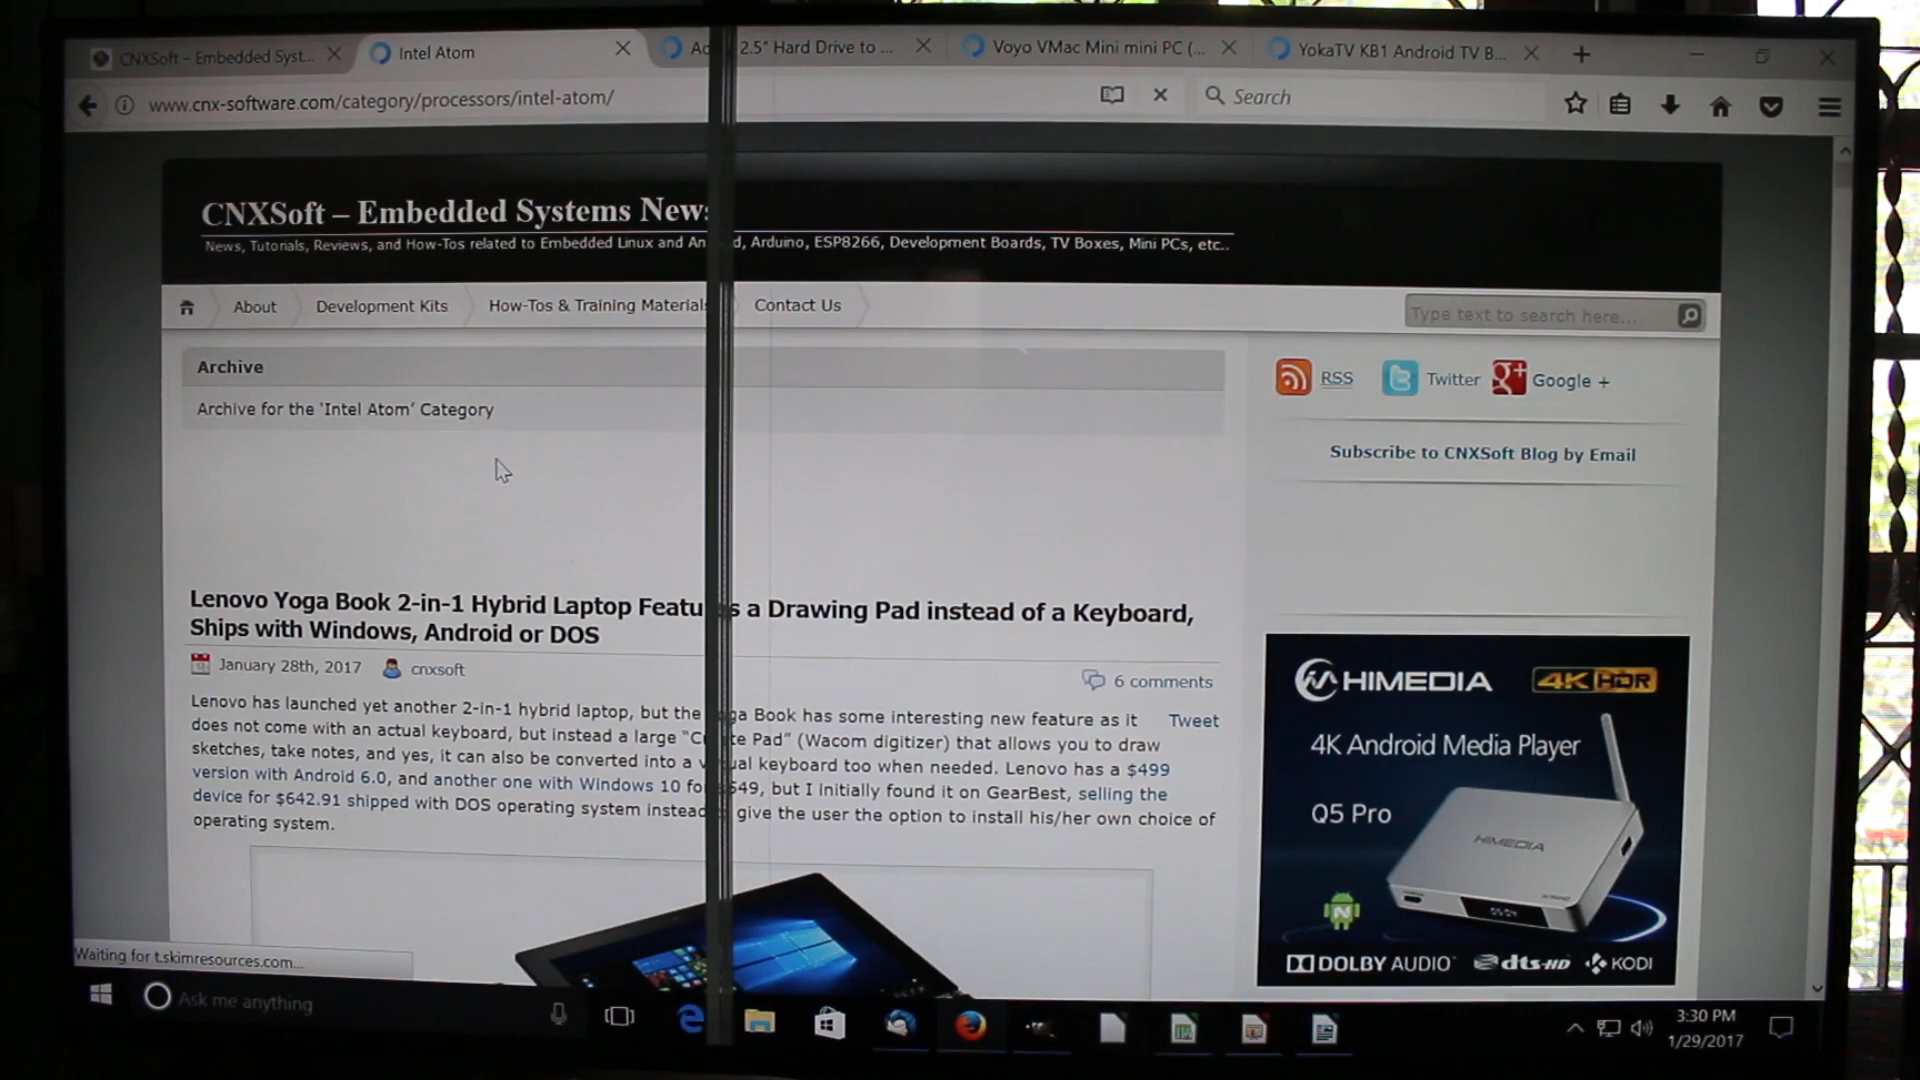 CNXSoft – Embedded Syst...
Intel Atom
2.5" Hard Drive to ...
Voyo VMac Mini mini PC (...
YokaTV KB1 Android TV B...
www.cnx-software.com/category/processors/intel-atom/
Search
CNXSoft – Embedded Systems News
News, Tutorials, Reviews, and How-Tos related to Embedded Linux and An d, Arduino, ESP8266, Development Boards, TV Boxes, Mini PCs, etc..
About
Development Kits
How-Tos & Training Materials
Contact Us
Type text to search here...
Archive
Archive for the ‘Intel Atom’ Category
RSS
Twitter
Google +
Subscribe to CNXSoft Blog by Email
Lenovo Yoga Book 2-in-1 Hybrid Laptop Featu s a Drawing Pad instead of a Keyboard,
Ships with Windows, Android or DOS
January 28th, 2017
cnxsoft
6 comments
Tweet
Lenovo has launched yet another 2-in-1 hybrid laptop, but the ga Book has some interesting new feature as it
does not come with an actual keyboard, but instead a large “Cr te Pad” (Wacom digitizer) that allows you to draw
sketches, take notes, and yes, it can also be converted into a v ual keyboard too when needed. Lenovo has a $499
version with Android 6.0, and another one with Windows 10 fo $549, but I initially found it on GearBest, selling the
device for $642.91 shipped with DOS operating system instead give the user the option to install his/her own choice of
operating system.
HIMEDIA
4K HDR
4K Android Media Player
Q5 Pro
HIMEDIA
N
DOLBY AUDIO
dts-HD
KODI
Waiting for t.skimresources.com...
Ask me anything
3:30 PM
1/29/2017